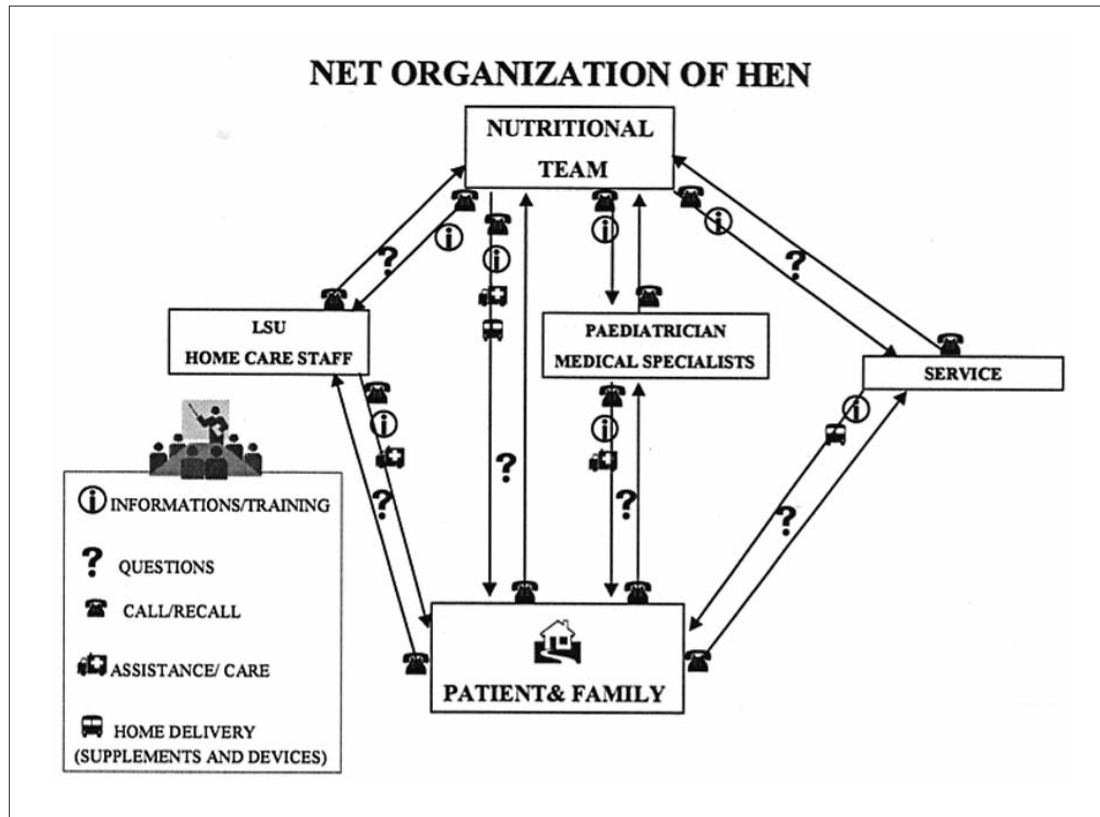 NET ORGANIZATION OF HEN
NUTRITIONAL
TEAM
LSU
HOME CARE STAFF
PAEDIATRICIAN
MEDICAL SPECIALISTS
SERVICE
INFORMATIONS/TRAINING
? QUESTIONS
CALL/RECALL
ASSISTANCE/ CARE
HOME DELIVERY
(SUPPLEMENTS AND DEVICES)
PATIENT& FAMILY
?
?
?
?
?
?